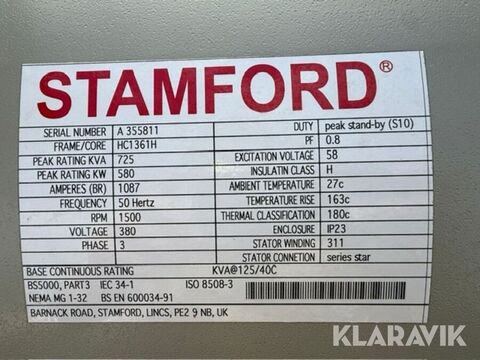 STAMFORD®
SERIAL NUMBER A 355811 DUTY peak stand-by (S10)
FRAME/CORE HC1361H PF 0.8
PEAK RATING KVA 725 EXCITATION VOLTAGE 58
PEAK RATING KW 580 INSULATIN CLASS H
AMPERES (BR) 1087 AMBIENT TEMPERATURE 27c
FREQUENCY 50 Hertz TEMPERATURE RISE 163c
RPM 1500 THERMAL CLASSIFICATION 180c
VOLTAGE 380 ENCLOSURE IP23
PHASE 3 STATOR WINDING 311
STATOR CONNETION series star
BASE CONTINUOUS RATING KVA@125/40C
BS5000, PART3 IEC 34-1 ISO 8508-3
NEMA MG 1-32 BS EN 600034-91
BARNACK ROAD, STAMFORD, LINCS, PE2 9 NB, UK
KLARAVIK